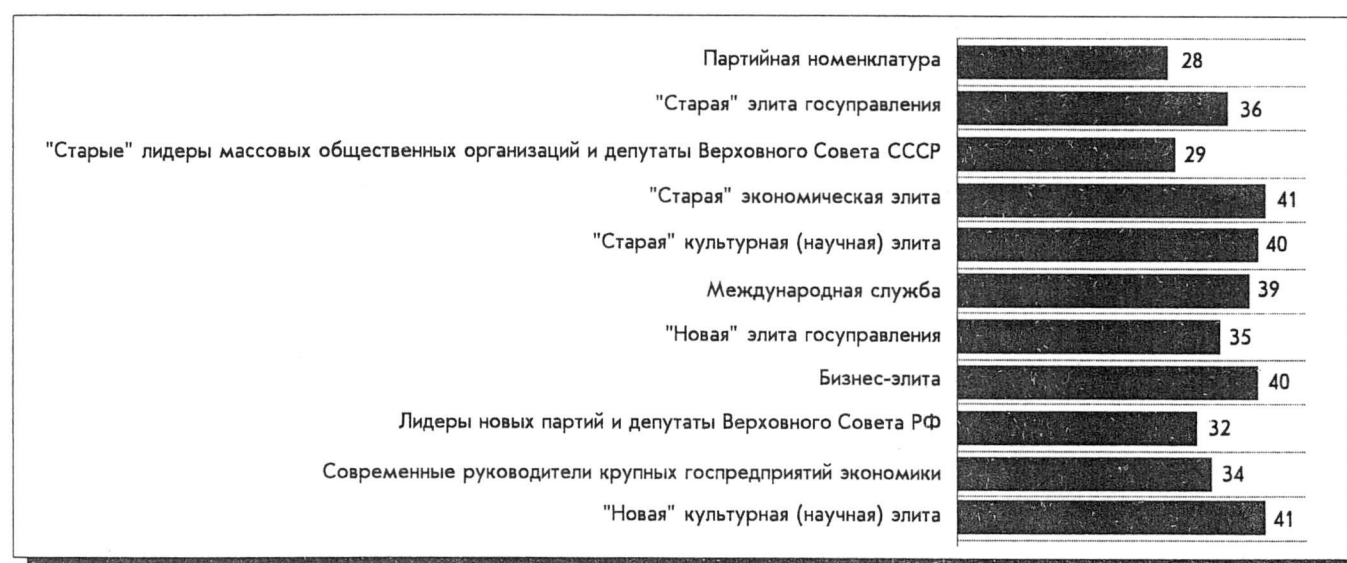 Партийная номенклатура 28
"Старая" элита госуправления 36
"Старые" лидеры массовых общественных организаций и депутаты Верховного Совета СССР 29
"Старая" экономическая элита 41
"Старая" культурная (научная) элита 40
Международная служба 39
"Новая" элита госуправления 35
Бизнес-элита 40
Лидеры новых партий и депутаты Верховного Совета РФ 32
Современные руководители крупных госпредприятий экономики 34
"Новая" культурная (научная) элита 41